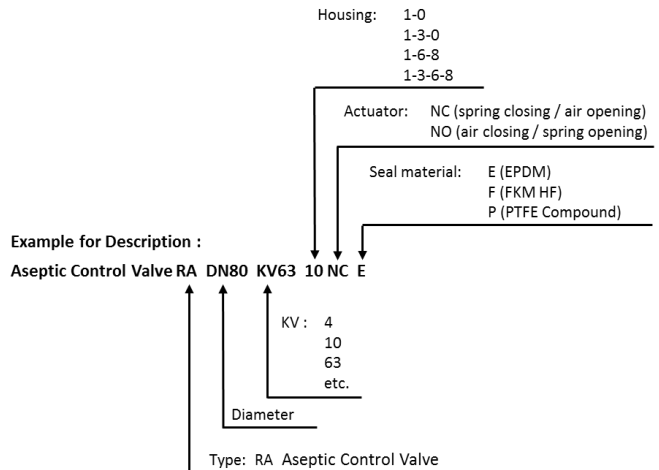 Housing: 1-0
1-3-0
1-6-8
1-3-6-8
Actuator: NC (spring closing / air opening)
NO (air closing / spring opening)
Seal material: E (EPDM)
F (FKM HF)
P (PTFE Compound)
Example for Description :
Aseptic Control Valve RA DN80 KV63 10 NC E
KV : 4
10
63
etc.
Diameter
Type: RA Aseptic Control Valve